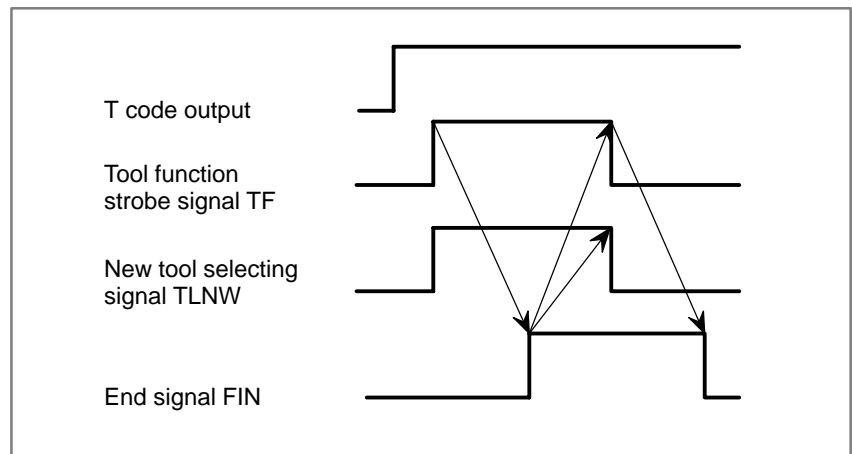 T code output
Tool function
strobe signal TF
New tool selecting
signal TLNW
End signal FIN